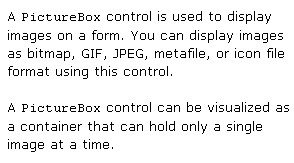 A PictureBox control is used to display
images on a form. You can display images
as bitmap, GIF, JPEG, metafile, or icon file
format using this control.

A PictureBox control can be visualized as
a container that can hold only a single
image at a time.